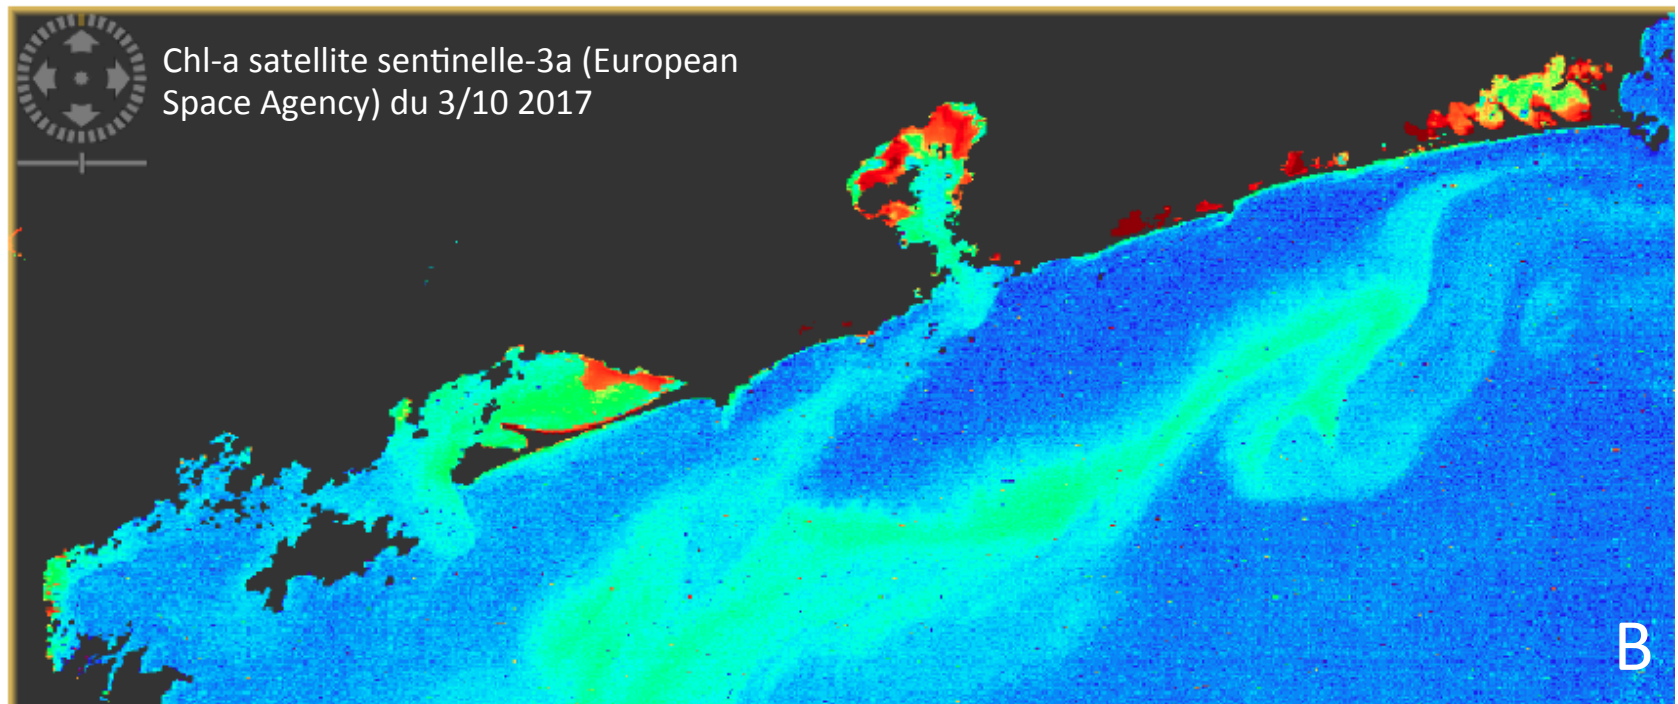 Chl-a satellite sentinelle-3a (European
Space Agency) du 3/10 2017
B